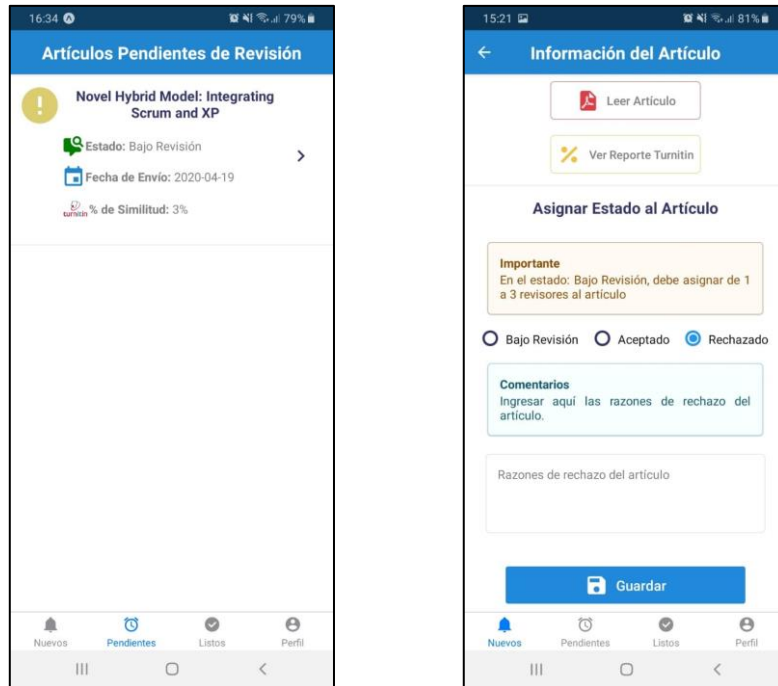 16:34
79%
Artículos Pendientes de Revisión
Novel Hybrid Model: Integrating
Scrum and XP
Estado: Bajo Revisión
Fecha de Envío: 2020-04-19
turnitin % de Similitud: 3%
Nuevos Pendientes Listos Perfil
15:21
81%
Información del Artículo
Leer Artículo
Ver Reporte Turnitin
Asignar Estado al Artículo
Importante
En el estado: Bajo Revisión, debe asignar de 1
a 3 revisores al artículo
Bajo Revisión Aceptado Rechazado
Comentarios
Ingresar aquí las razones de rechazo del
artículo.
Razones de rechazo del artículo
Guardar
Nuevos Pendientes Listos Perfil